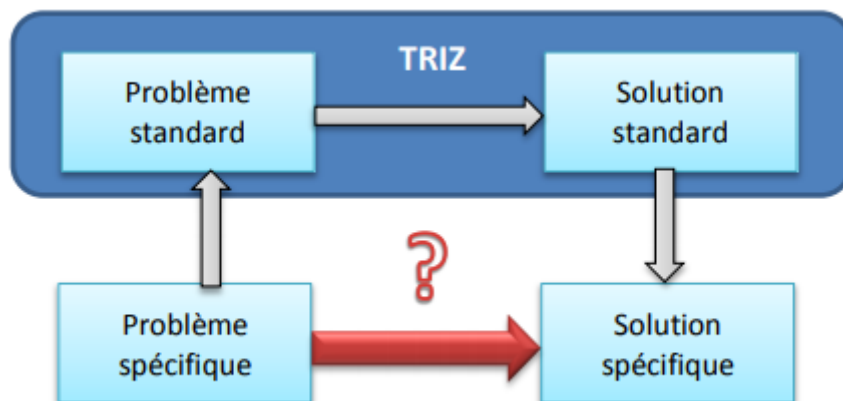 TRIZ
Problème
standard
Solution
standard
?
Problème
spécifique
Solution
spécifique